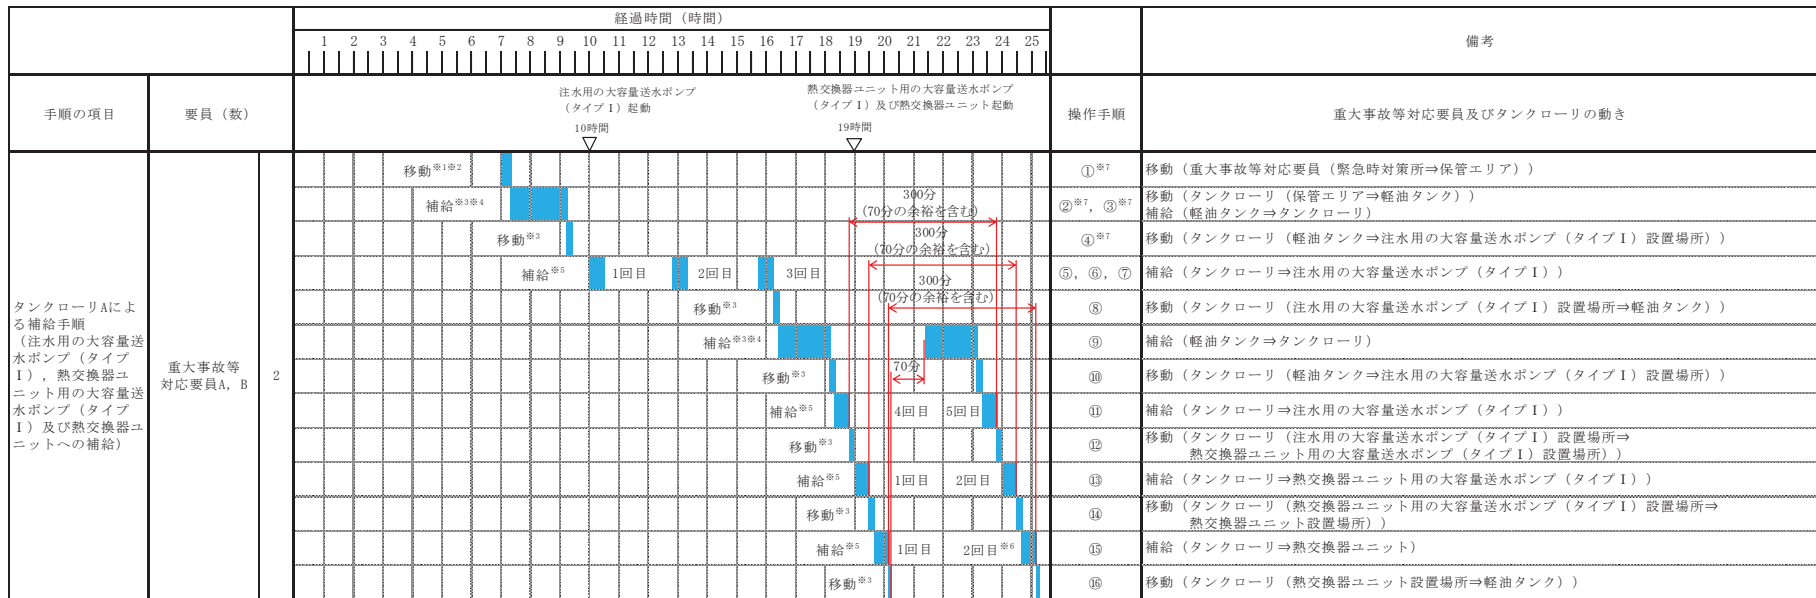 経過時間（時間）
1 2 3 4 5 6 7 8 9 10 11 12 13 14 15 16 17 18 19 20 21 22 23 24 25
備考
手順の項目
要員（数）
注水用の大容量送水ポンプ
（タイプⅠ）起動
10時間
熱交換器ユニット用の大容量送水ポンプ
（タイプⅠ）及び熱交換器ユニット起動
19時間
操作手順
重大事故等対応要員及びタンクローリの動き
タンクローリAによ
る補給手順
（注水用の大容量送
水ポンプ（タイプ
Ⅰ），熱交換器ユ
ニット用の大容量送
水ポンプ（タイプ
Ⅰ）及び熱交換器ユ
ニットへの補給）
重大事故等
対応要員A，B
2
移動※1※2
①※7
移動（重大事故等対応要員（緊急時対策所⇒保管エリア））
補給※3※4
300分
（70分の余裕を含む）
②※7，③※7
移動（タンクローリ（保管エリア⇒軽油タンク））
補給（軽油タンク⇒タンクローリ）
移動※3
300分
（70分の余裕を含む）
④※7
移動（タンクローリ（軽油タンク⇒注水用の大容量送水ポンプ（タイプⅠ）設置場所））
補給※5
1回目
2回目
3回目
300分
（70分の余裕を含む）
⑤，⑥，⑦
補給（タンクローリ⇒注水用の大容量送水ポンプ（タイプⅠ））
移動※3
⑧
移動（タンクローリ（注水用の大容量送水ポンプ（タイプⅠ）設置場所⇒軽油タンク））
補給※3※4
⑨
補給（軽油タンク⇒タンクローリ）
移動※3
70分
⑩
移動（タンクローリ（軽油タンク⇒注水用の大容量送水ポンプ（タイプⅠ）設置場所））
補給※5
4回目
5回目
⑪
補給（タンクローリ⇒注水用の大容量送水ポンプ（タイプⅠ））
移動※3
⑫
移動（タンクローリ（注水用の大容量送水ポンプ（タイプⅠ）設置場所⇒
熱交換器ユニット用の大容量送水ポンプ（タイプⅠ）設置場所））
補給※5
1回目
2回目
⑬
補給（タンクローリ⇒熱交換器ユニット用の大容量送水ポンプ（タイプⅠ））
移動※3
⑭
移動（タンクローリ（熱交換器ユニット用の大容量送水ポンプ（タイプⅠ）設置場所⇒
熱交換器ユニット設置場所））
補給※5
1回目
2回目※6
⑮
補給（タンクローリ⇒熱交換器ユニット）
移動※3
⑯
移動（タンクローリ（熱交換器ユニット設置場所⇒軽油タンク））